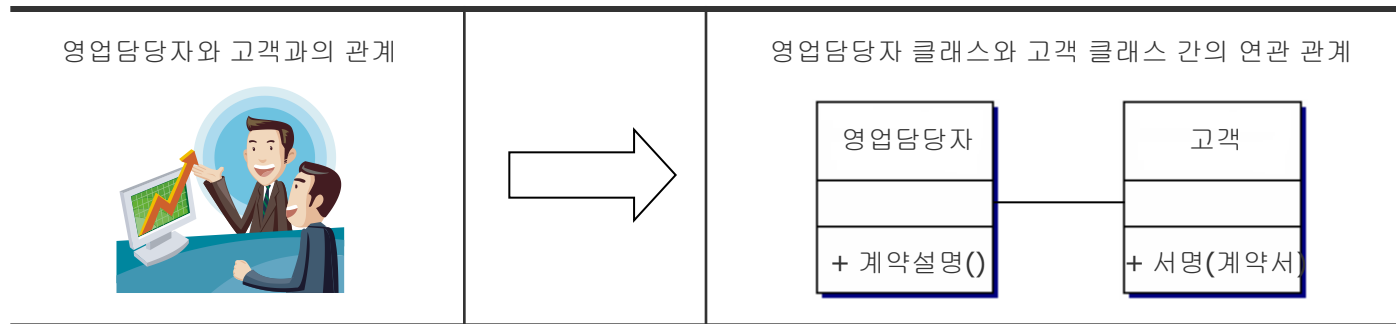 영업담당자와 고객과의 관계
영업담당자 클래스와 고객 클래스 간의 연관 관계
영업담당자
고객
+ 계약설명()
+ 서명(계약서)